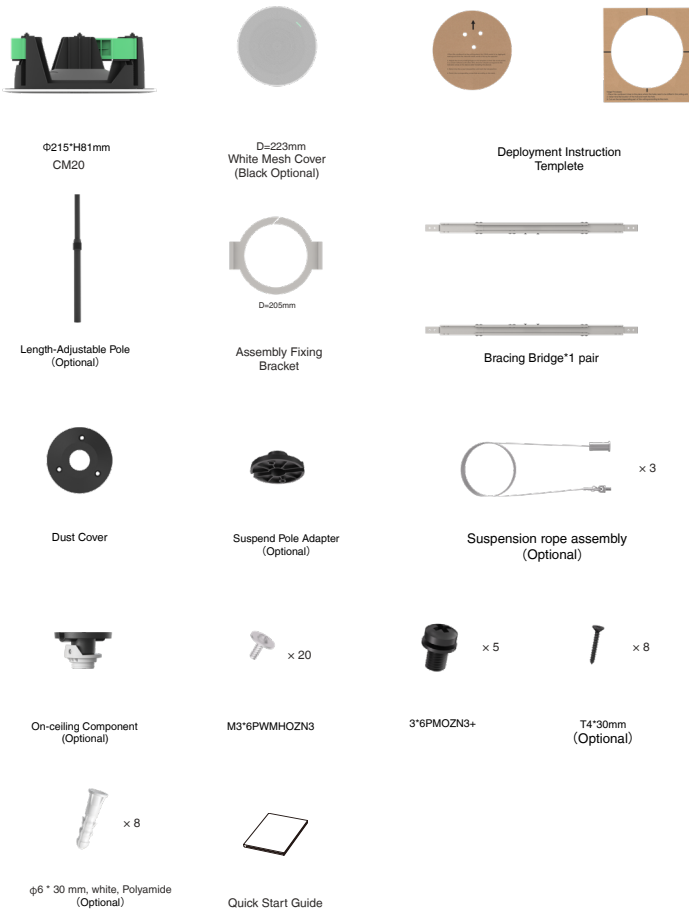 Φ215*H81mm
CM20
D=223mm
White Mesh Cover
(Black Optional)
Deployment Instruction
Templete
Length-Adjustable Pole
（Optional）
D=205mm
Assembly Fixing
Bracket
Bracing Bridge*1 pair
Dust Cover
Suspend Pole Adapter
（Optional）
× 3
Suspension rope assembly
（Optional）
On-ceiling Component
(Optional)
× 20
M3*6PWMHOZN3
× 5
3*6PMOZN3+
× 8
T4*30mm
（Optional）
× 8
φ6 * 30 mm, white, Polyamide
（Optional）
Quick Start Guide